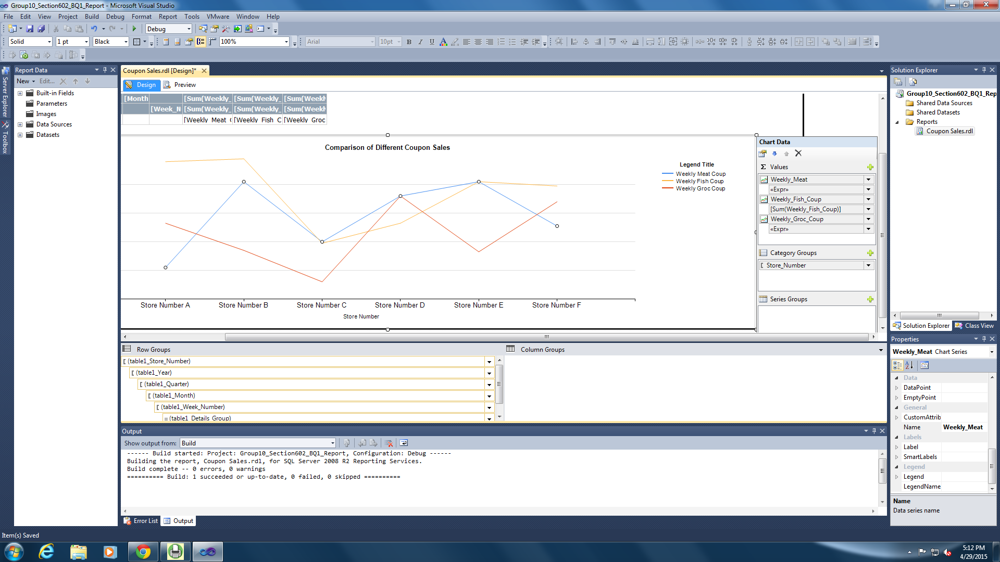 Group10_Section602_BQ1_Report - Microsoft Visual Studio
File Edit View Project Build Debug Format Report Tools VMware Window Help
Debug
Solid 1 pt Black 100% Arial 10pt B I U A
Report Data
New Edit...
Built-in Fields
Parameters
Images
Data Sources
Datasets
Server Explorer
Toolbox
Coupon Sales.rdl [Design]*
Design Preview
[Month [Sum(Weekly_ [Sum(Weekly_ [Sum(Weekl
[Week_N [Sum(Weekly_ [Sum(Weekly_ [Sum(Weekl
[Weekly_Meat_C [Weekly_Fish_C [Weekly_Groc
Comparison of Different Coupon Sales
Legend Title
Weekly Meat Coup
Weekly Fish Coup
Weekly Groc Coup
Store Number A Store Number B Store Number C Store Number D Store Number E Store Number F
Store Number
Chart Data
Σ Values
Weekly_Meat
«Expr»
Weekly_Fish_Coup
[Sum(Weekly_Fish_Coup)]
Weekly_Groc_Coup
«Expr»
Category Groups
Store_Number
Series Groups
Row Groups Column Groups
(table1_Store_Number)
(table1_Year)
(table1_Quarter)
(table1_Month)
(table1_Week_Number)
(table1_Details_Group)
Output
Show output from: Build
------ Build started: Project: Group10_Section602_BQ1_Report, Configuration: Debug ------
Building the report, Coupon Sales.rdl, for SQL Server 2008 R2 Reporting Services.
Build complete -- 0 errors, 0 warnings
========== Build: 1 succeeded or up-to-date, 0 failed, 0 skipped ==========
Error List Output
Solution Explorer
Group10_Section602_BQ1_Rep
Shared Data Sources
Shared Datasets
Reports
Coupon Sales.rdl
Solution Explorer Class View
Properties
Weekly_Meat Chart Series
Data
DataPoint
EmptyPoint
General
CustomAttrib
Name Weekly_Meat
Labels
Label
SmartLabels
Legend
Legend
LegendName
Name
Data series name
Item(s) Saved
5:12 PM
4/29/2015